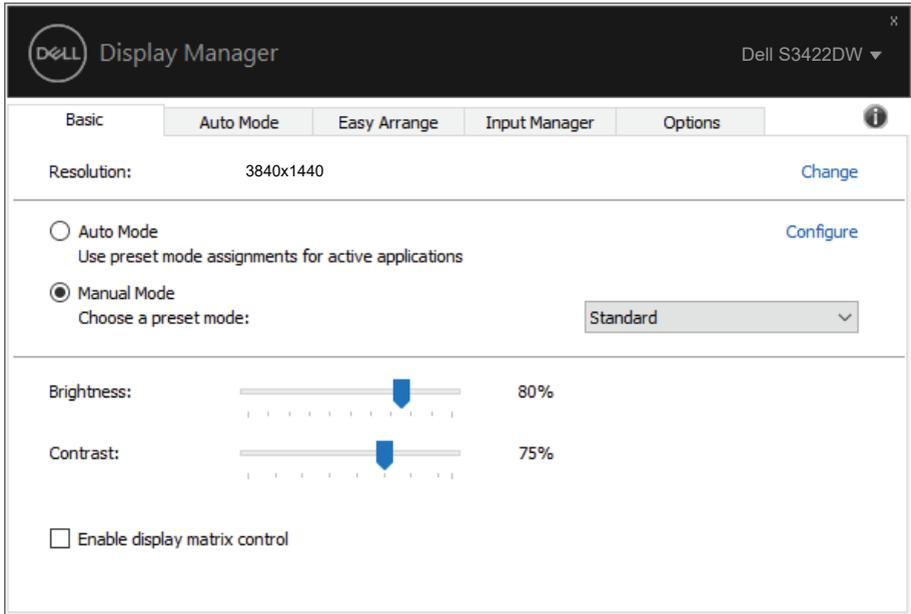 x
DELL Display Manager
Dell S3422DW
Basic Auto Mode Easy Arrange Input Manager Options i
Resolution: 3840x1440 Change
Auto Mode Configure
Use preset mode assignments for active applications
Manual Mode
Choose a preset mode: Standard
Brightness: 80%
Contrast: 75%
Enable display matrix control